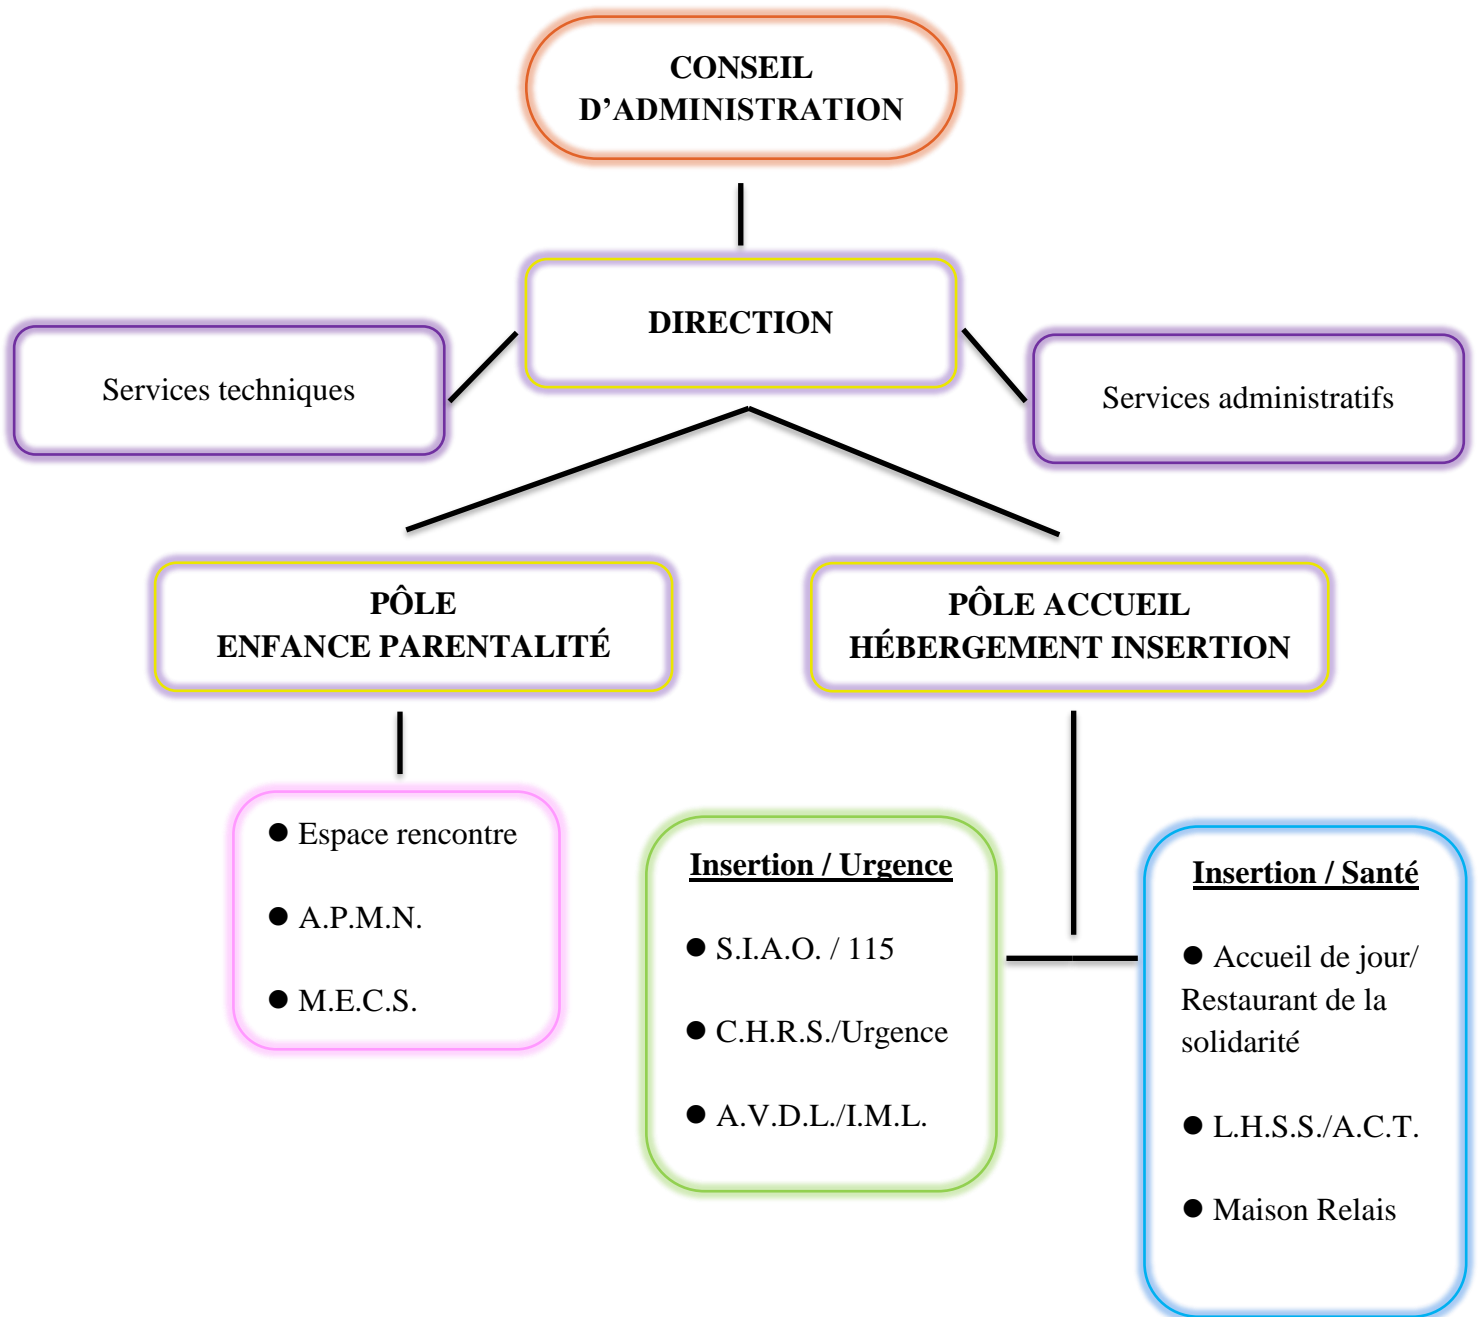 CONSEIL
D’ADMINISTRATION
DIRECTION
Services techniques
Services administratifs
PÔLE
ENFANCE PARENTALITÉ
PÔLE ACCUEIL
HÉBERGEMENT INSERTION
● Espace rencontre
● A.P.M.N.
● M.E.C.S.
Insertion / Urgence
● S.I.A.O. / 115
● C.H.R.S./Urgence
● A.V.D.L./I.M.L.
Insertion / Santé
● Accueil de jour/
Restaurant de la
solidarité
● L.H.S.S./A.C.T.
● Maison Relais